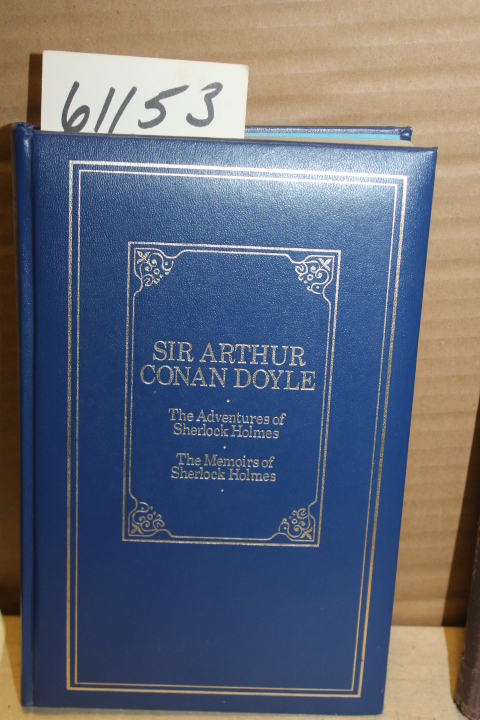 61153
SIR ARTHUR
CONAN DOYLE
The Adventures of
Sherlock Holmes
The Memoirs of
Sherlock Holmes